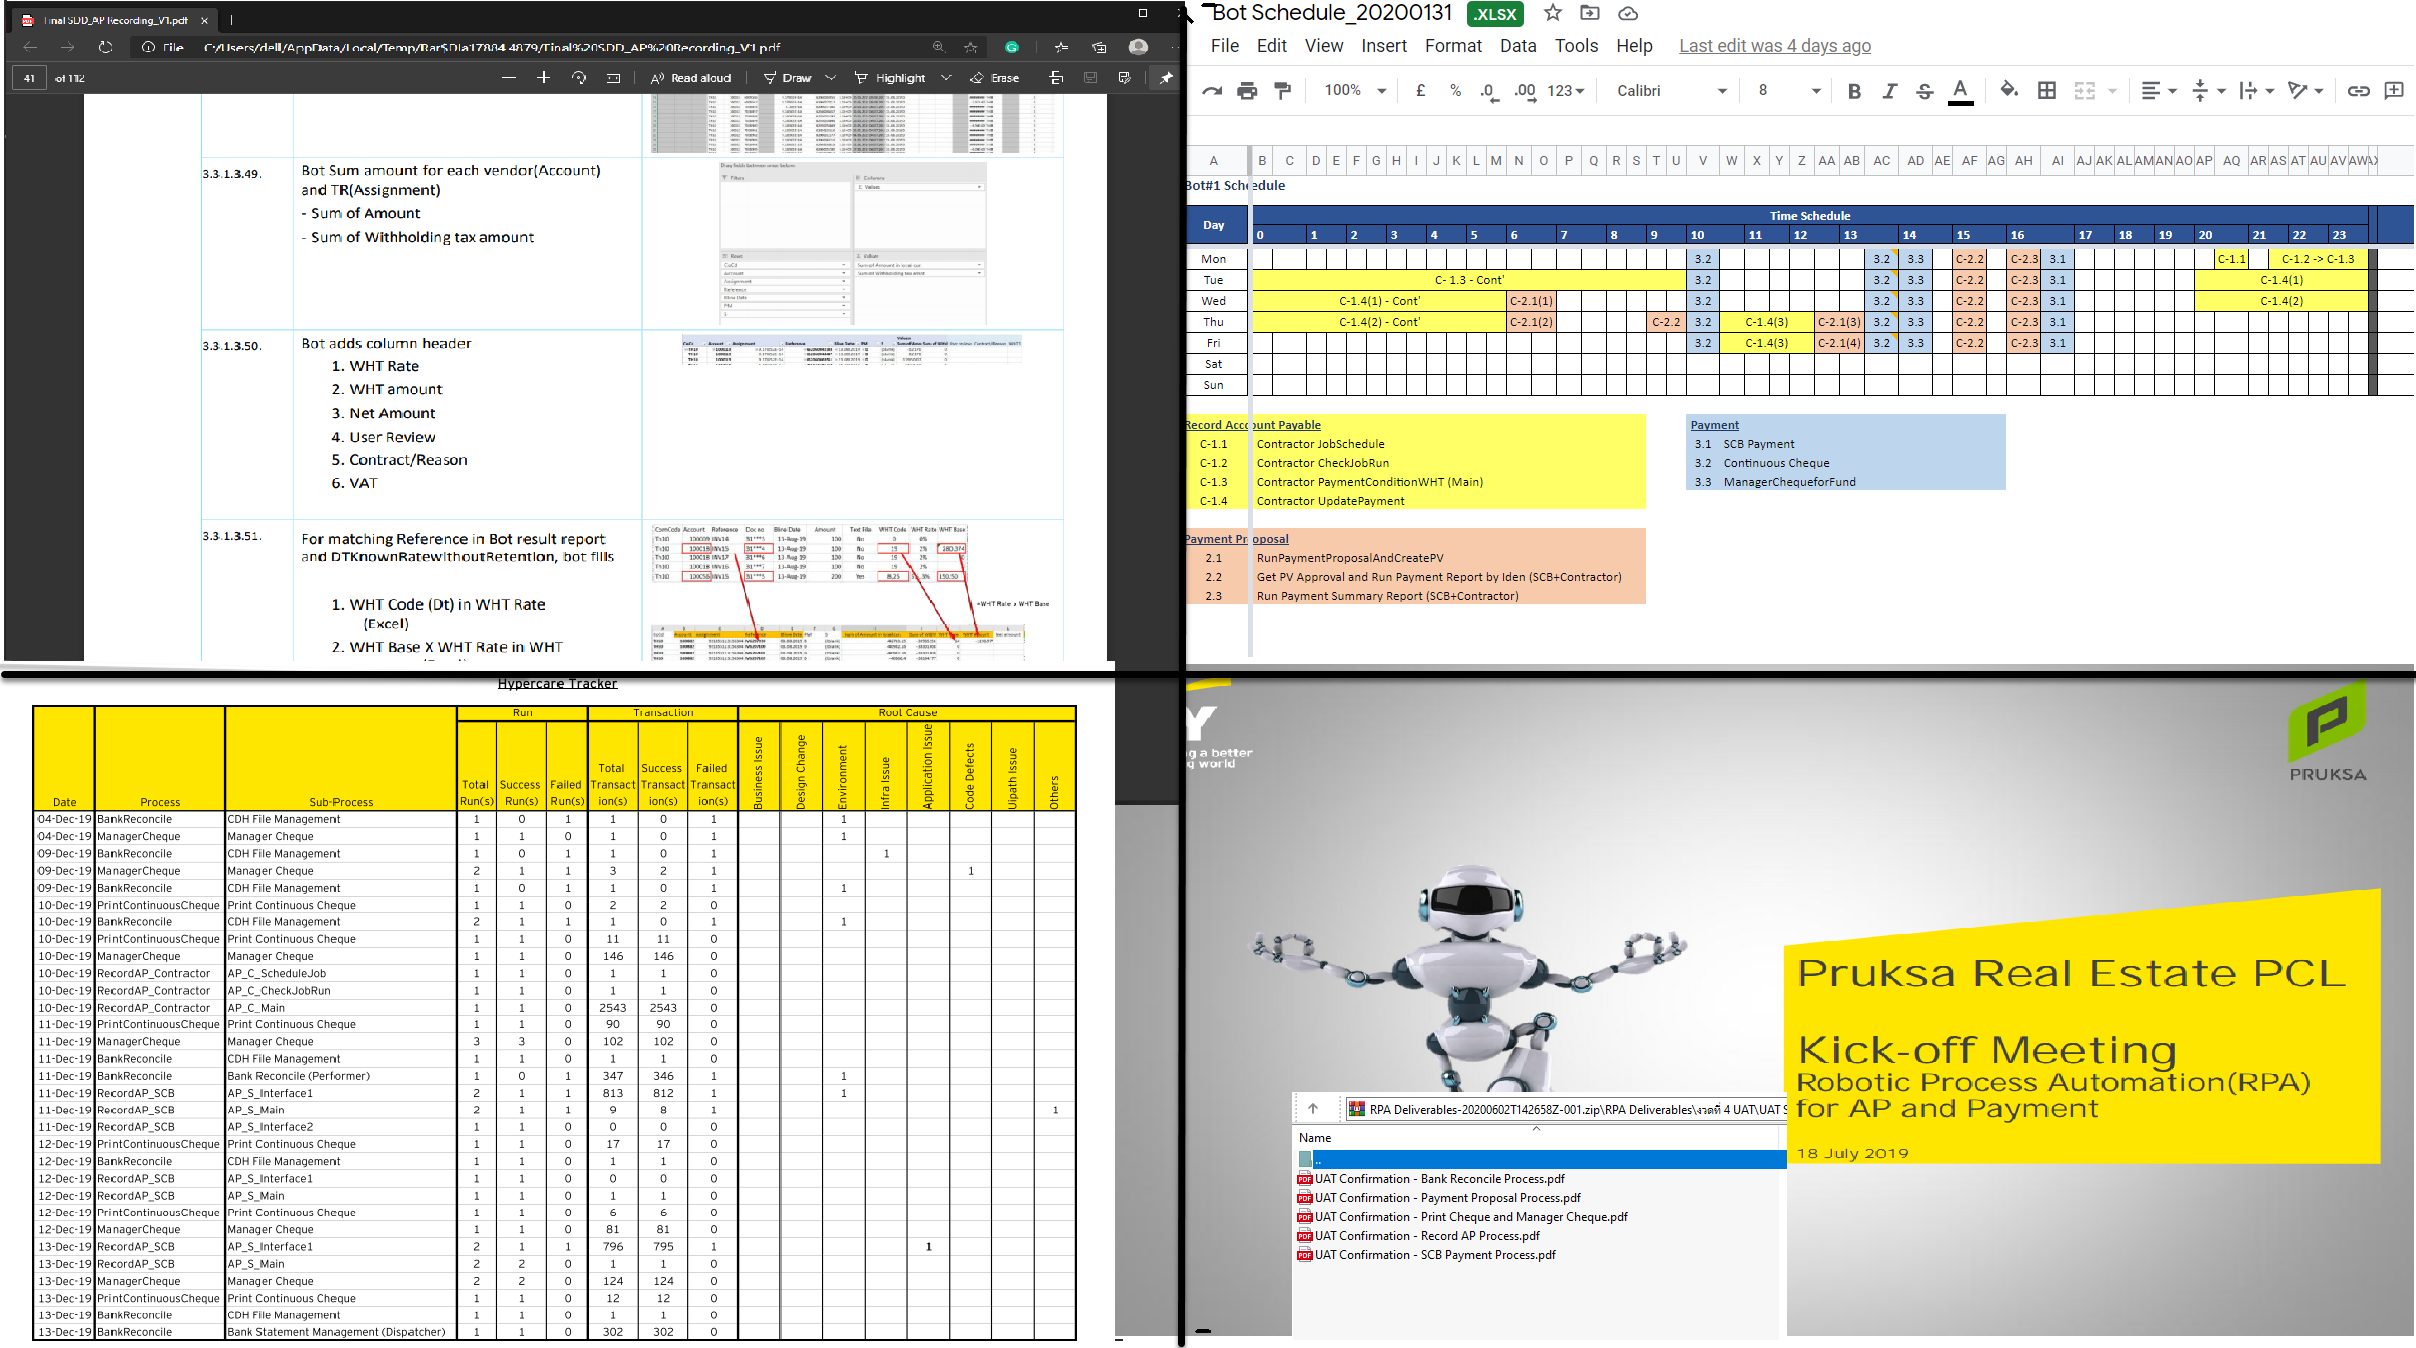 Final SDD_AP Recording_V1.pdf
File C:/Users/dell/AppData/Local/Temp/Rar$DIa17884.4879/Final%20SDD_AP%20Recording_V1.pdf
41 of 112 Read aloud Draw Highlight Erase
3.3.1.3.49. Bot Sum amount for each vendor(Account)
and TR(Assignment)
- Sum of Amount
- Sum of Withholding tax amount
3.3.1.3.50. Bot adds column header
1. WHT Rate
2. WHT amount
3. Net Amount
4. User Review
5. Contract/Reason
6. VAT
3.3.1.3.51. For matching Reference in Bot result report
and DTKnownRatewithoutRetention, bot fills
1. WHT Code (Dt) in WHT Rate
(Excel)
2. WHT Base X WHT Rate in WHT
Bot Schedule_20200131 .XLSX
File Edit View Insert Format Data Tools Help Last edit was 4 days ago
100% £ % .0 .00 123 Calibri 8 B I S A
A B C D E F G H I J K L M N O P Q R S T U V W X Y Z AA AB AC AD AE AF AG AH AI AJ AK AL AM AN AO AP AQ AR AS AT AU AV AW
Bot#1 Schedule
Day Time Schedule
0 1 2 3 4 5 6 7 8 9 10 11 12 13 14 15 16 17 18 19 20 21 22 23
Mon 3.2 3.2 3.3 C-2.2 C-2.3 3.1 C-1.1 C-1.2 -> C-1.3
Tue C- 1.3 - Cont' 3.2 3.2 3.3 C-2.2 C-2.3 3.1 C-1.4(1)
Wed C-1.4(1) - Cont' C-2.1(1) 3.2 3.2 3.3 C-2.2 C-2.3 3.1 C-1.4(2)
Thu C-1.4(2) - Cont' C-2.1(2) C-2.2 3.2 C-1.4(3) C-2.1(3) 3.2 3.3 C-2.2 C-2.3 3.1
Fri 3.2 C-1.4(3) C-2.1(4) 3.2 3.3 C-2.2 C-2.3 3.1
Sat
Sun
Record Account Payable
C-1.1 Contractor JobSchedule
C-1.2 Contractor CheckJobRun
C-1.3 Contractor PaymentConditionWHT (Main)
C-1.4 Contractor UpdatePayment
Payment
3.1 SCB Payment
3.2 Continuous Cheque
3.3 ManagerChequeforFund
Payment Proposal
2.1 RunPaymentProposalAndCreatePV
2.2 Get PV Approval and Run Payment Report by Iden (SCB+Contractor)
2.3 Run Payment Summary Report (SCB+Contractor)
Hypercare Tracker
Run Transaction Root Cause
Date Process Sub-Process Total Run(s) Success Run(s) Failed Run(s) Total Transaction(s) Success Transaction(s) Failed Transaction(s) Business Issue Design Change Environment Infra Issue Application Issue Code Defects Uipath Issue Others
04-Dec-19 BankReconcile CDH File Management 1 0 1 1 0 1 1
04-Dec-19 ManagerCheque Manager Cheque 1 1 0 1 0 1 1
09-Dec-19 BankReconcile CDH File Management 1 0 1 1 0 1 1
09-Dec-19 ManagerCheque Manager Cheque 2 1 1 3 2 1 1
09-Dec-19 BankReconcile CDH File Management 1 0 1 1 0 1 1
10-Dec-19 PrintContinuousCheque Print Continuous Cheque 1 1 0 2 2 0
10-Dec-19 BankReconcile CDH File Management 2 1 1 1 0 1 1
10-Dec-19 PrintContinuousCheque Print Continuous Cheque 1 1 0 11 11 0
10-Dec-19 ManagerCheque Manager Cheque 1 1 0 146 146 0
10-Dec-19 RecordAP_Contractor AP_C_ScheduleJob 1 1 0 1 1 0
10-Dec-19 RecordAP_Contractor AP_C_CheckJobRun 1 1 0 1 1 0
10-Dec-19 RecordAP_Contractor AP_C_Main 1 1 0 2543 2543 0
11-Dec-19 PrintContinuousCheque Print Continuous Cheque 1 1 0 90 90 0
11-Dec-19 ManagerCheque Manager Cheque 3 3 0 102 102 0
11-Dec-19 BankReconcile CDH File Management 1 1 0 1 1 0
11-Dec-19 BankReconcile Bank Reconcile (Performer) 1 0 1 347 346 1 1
11-Dec-19 RecordAP_SCB AP_S_Interface1 2 1 1 813 812 1 1
11-Dec-19 RecordAP_SCB AP_S_Main 2 1 1 9 8 1 1
11-Dec-19 RecordAP_SCB AP_S_Interface2 1 1 0 0 0 0
12-Dec-19 PrintContinuousCheque Print Continuous Cheque 1 1 0 17 17 0
12-Dec-19 BankReconcile CDH File Management 1 1 0 1 1 0
12-Dec-19 RecordAP_SCB AP_S_Interface1 1 1 0 0 0 0
12-Dec-19 RecordAP_SCB AP_S_Main 1 1 0 1 1 0
12-Dec-19 PrintContinuousCheque Print Continuous Cheque 1 1 0 6 6 0
12-Dec-19 ManagerCheque Manager Cheque 1 1 0 81 81 0
13-Dec-19 RecordAP_SCB AP_S_Interface1 2 1 1 796 795 1 1
13-Dec-19 RecordAP_SCB AP_S_Main 2 2 0 1 1 0
13-Dec-19 ManagerCheque Manager Cheque 2 2 0 124 124 0
13-Dec-19 PrintContinuousCheque Print Continuous Cheque 1 1 0 12 12 0
13-Dec-19 BankReconcile CDH File Management 1 1 0 1 1 0
13-Dec-19 BankReconcile Bank Statement Management (Dispatcher) 1 1 0 302 302 0
Y
g a better
g world
PRUKSA
Pruksa Real Estate PCL
Kick-off Meeting
Robotic Process Automation(RPA)
for AP and Payment
18 July 2019
RPA Deliverables-20200602T142658Z-001.zip\RPA Deliverables\งวดที่ 4 UAT\UAT S
Name
..
UAT Confirmation - Bank Reconcile Process.pdf
UAT Confirmation - Payment Proposal Process.pdf
UAT Confirmation - Print Cheque and Manager Cheque.pdf
UAT Confirmation - Record AP Process.pdf
UAT Confirmation - SCB Payment Process.pdf